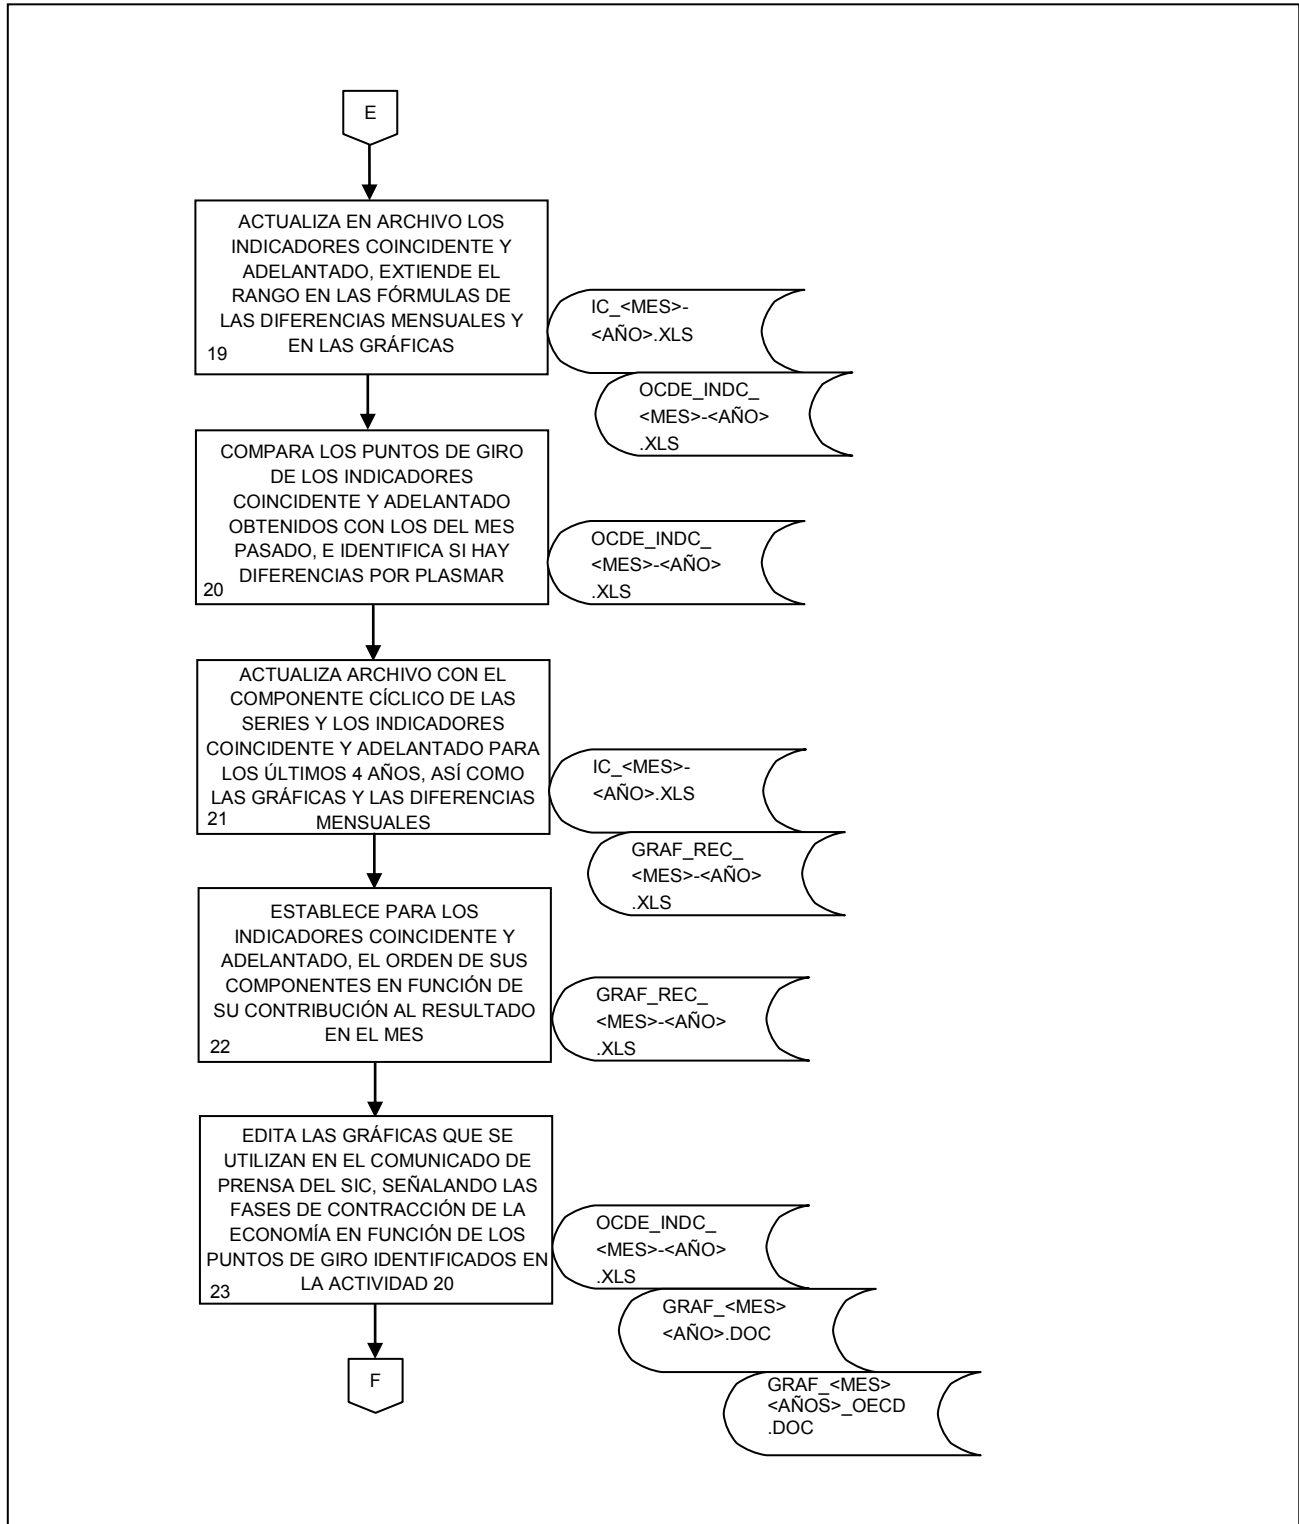 E
ACTUALIZA EN ARCHIVO LOS
INDICADORES COINCIDENTE Y
ADELANTADO, EXTIENDE EL
RANGO EN LAS FÓRMULAS DE
LAS DIFERENCIAS MENSUALES Y
EN LAS GRÁFICAS
19
IC_<MES>-
<AÑO>.XLS
OCDE_INDC_
<MES>-<AÑO>
.XLS
COMPARA LOS PUNTOS DE GIRO
DE LOS INDICADORES
COINCIDENTE Y ADELANTADO
OBTENIDOS CON LOS DEL MES
PASADO, E IDENTIFICA SI HAY
DIFERENCIAS POR PLASMAR
20
OCDE_INDC_
<MES>-<AÑO>
.XLS
ACTUALIZA ARCHIVO CON EL
COMPONENTE CÍCLICO DE LAS
SERIES Y LOS INDICADORES
COINCIDENTE Y ADELANTADO PARA
LOS ÚLTIMOS 4 AÑOS, ASÍ COMO
LAS GRÁFICAS Y LAS DIFERENCIAS
MENSUALES
21
IC_<MES>-
<AÑO>.XLS
GRAF_REC_
<MES>-<AÑO>
.XLS
ESTABLECE PARA LOS
INDICADORES COINCIDENTE Y
ADELANTADO, EL ORDEN DE SUS
COMPONENTES EN FUNCIÓN DE
SU CONTRIBUCIÓN AL RESULTADO
EN EL MES
22
GRAF_REC_
<MES>-<AÑO>
.XLS
EDITA LAS GRÁFICAS QUE SE
UTILIZAN EN EL COMUNICADO DE
PRENSA DEL SIC, SEÑALANDO LAS
FASES DE CONTRACCIÓN DE LA
ECONOMÍA EN FUNCIÓN DE LOS
PUNTOS DE GIRO IDENTIFICADOS EN
LA ACTIVIDAD 20
23
OCDE_INDC_
<MES>-<AÑO>
.XLS
GRAF_<MES>
<AÑO>.DOC
GRAF_<MES>
<AÑOS>_OECD
.DOC
F